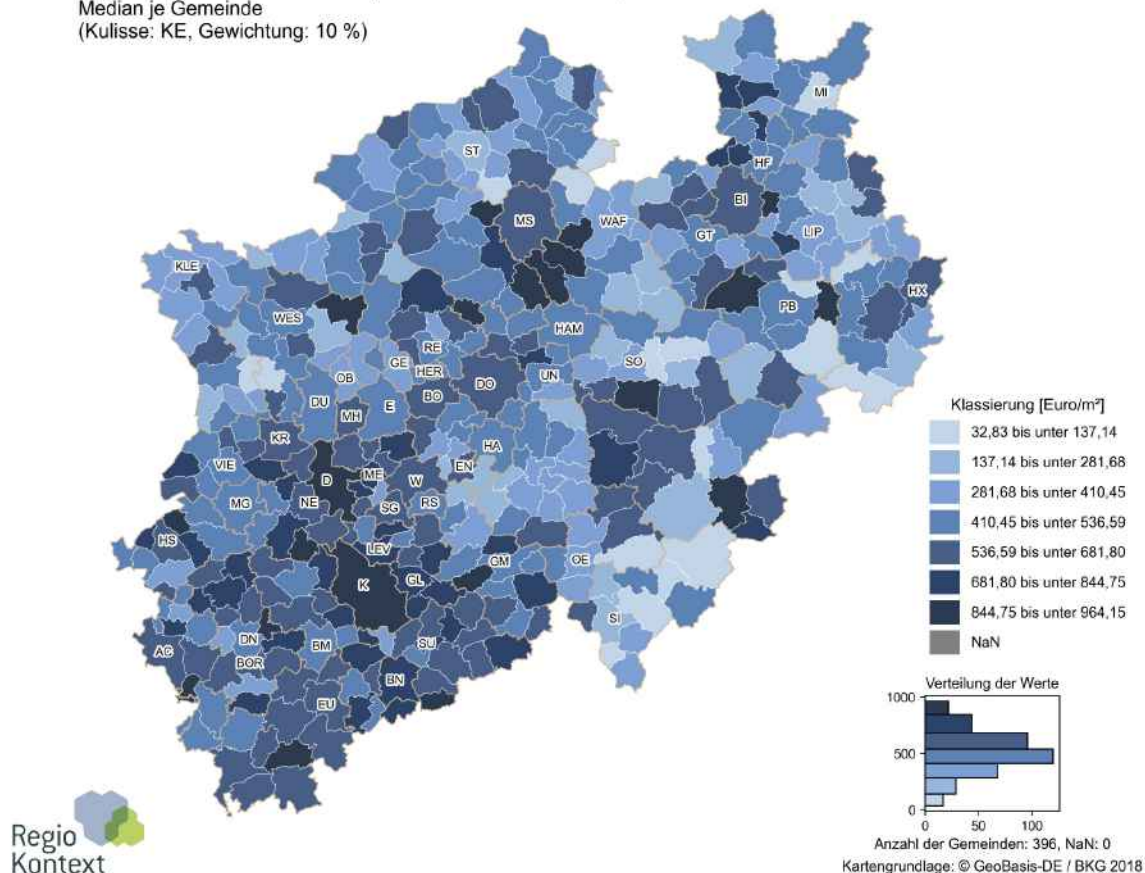 Median je Gemeinde
(Kulisse: KE, Gewichtung: 10 %)
MI
ST
HF
BI
MS
WAF
GT
LIP
KLE
HX
PB
WES
HAM
RE
SO
GE
HER
OB
UN
DO
DU
E
BO
MH
KR
HA
VIE
EN
ME
W
D
MG
NE
SG
RS
HS
LEV
GM
OE
K
GL
SI
DN
BM
SU
AC
BOR
BN
EU
Klassierung [Euro/m²]
32,83 bis unter 137,14
137,14 bis unter 281,68
281,68 bis unter 410,45
410,45 bis unter 536,59
536,59 bis unter 681,80
681,80 bis unter 844,75
844,75 bis unter 964,15
NaN
Verteilung der Werte
1000
500
0
0 50 100
Anzahl der Gemeinden: 396, NaN: 0
Kartengrundlage: © GeoBasis-DE / BKG 2018
Regio
Kontext